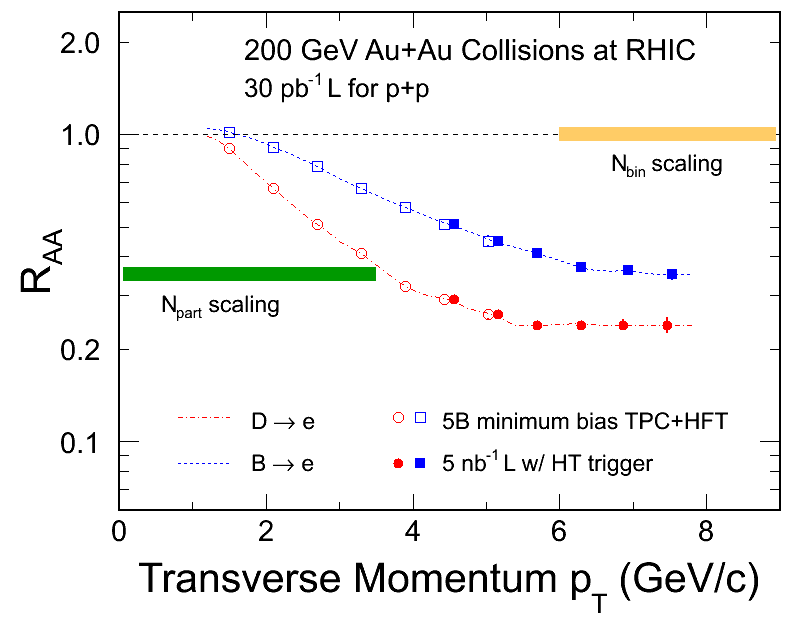 200 GeV Au+Au Collisions at RHIC
30 pb⁻¹ L for p+p
N_bin scaling
N_part scaling
D → e
B → e
5B minimum bias TPC+HFT
5 nb⁻¹ L w/ HT trigger
R_AA
2.0
1.0
0.2
0.1
0 2 4 6 8
Transverse Momentum p_T (GeV/c)